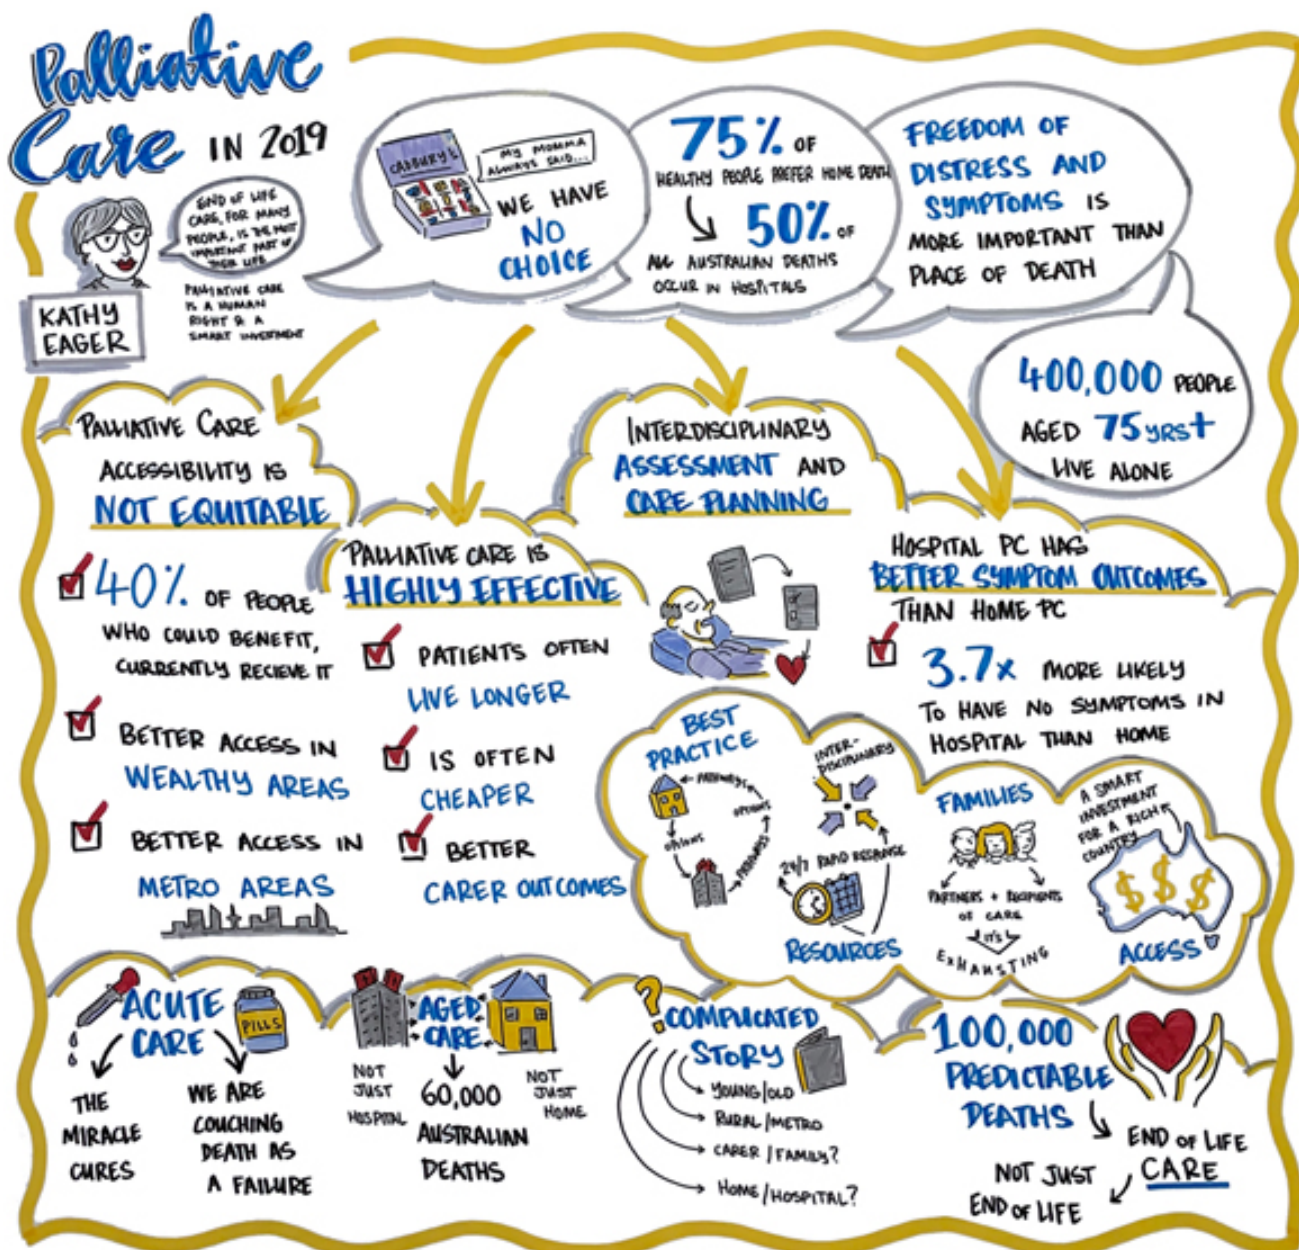 Palliative
Care IN 2019
END OF LIFE
CARE, FOR MANY
PEOPLE, IS THE MOST
IMPORTANT PART OF
THEIR LIFE
PALLIATIVE CARE
IS A HUMAN
RIGHT & A
SMART INVESTMENT
KATHY
EAGER
CADBURY'S
MY MOMMA
ALWAYS SAID...
WE HAVE
NO
CHOICE
75% OF
HEALTHY PEOPLE PREFER HOME DEATH
50% OF
ALL AUSTRALIAN DEATHS
OCCUR IN HOSPITALS
FREEDOM OF
DISTRESS AND
SYMPTOMS IS
MORE IMPORTANT THAN
PLACE OF DEATH
400,000 PEOPLE
AGED 75YRS+
LIVE ALONE
PALLIATIVE CARE
ACCESSIBILITY IS
NOT EQUITABLE
40% OF PEOPLE
WHO COULD BENEFIT,
CURRENTLY RECIEVE IT
BETTER ACCESS IN
WEALTHY AREAS
BETTER ACCESS IN
METRO AREAS
PALLIATIVE CARE IS
HIGHLY EFFECTIVE
PATIENTS OFTEN
LIVE LONGER
IS OFTEN
CHEAPER
BETTER
CARER OUTCOMES
INTERDISCIPLINARY
ASSESSMENT AND
CARE PLANNING
HOSPITAL PC HAS
BETTER SYMPTOM OUTCOMES
THAN HOME PC
3.7x MORE LIKELY
TO HAVE NO SYMPTOMS IN
HOSPITAL THAN HOME
BEST
PRACTICE
PATHWAYS
OPTIONS
OPTIONS
PATHWAYS
INTER-
DISCIPLINARY
24/7 RAPID RESPONSE
RESOURCES
FAMILIES
PARTNERS + RECIPIENTS
OF CARE
IT'S
EXHAUSTING
A SMART
INVESTMENT
FOR A RICH
COUNTRY
$ $ $
ACCESS
ACUTE
CARE
PILLS
THE
MIRACLE
CURES
WE ARE
COUCHING
DEATH AS
A FAILURE
AGED
CARE
NOT
JUST
HOSPITAL
60,000
AUSTRALIAN
DEATHS
NOT
JUST
HOME
?
COMPLICATED
STORY
YOUNG/OLD
RURAL/METRO
CARER/FAMILY?
HOME/HOSPITAL?
100,000
PREDICTABLE
DEATHS
END OF LIFE
CARE
NOT JUST
END OF LIFE